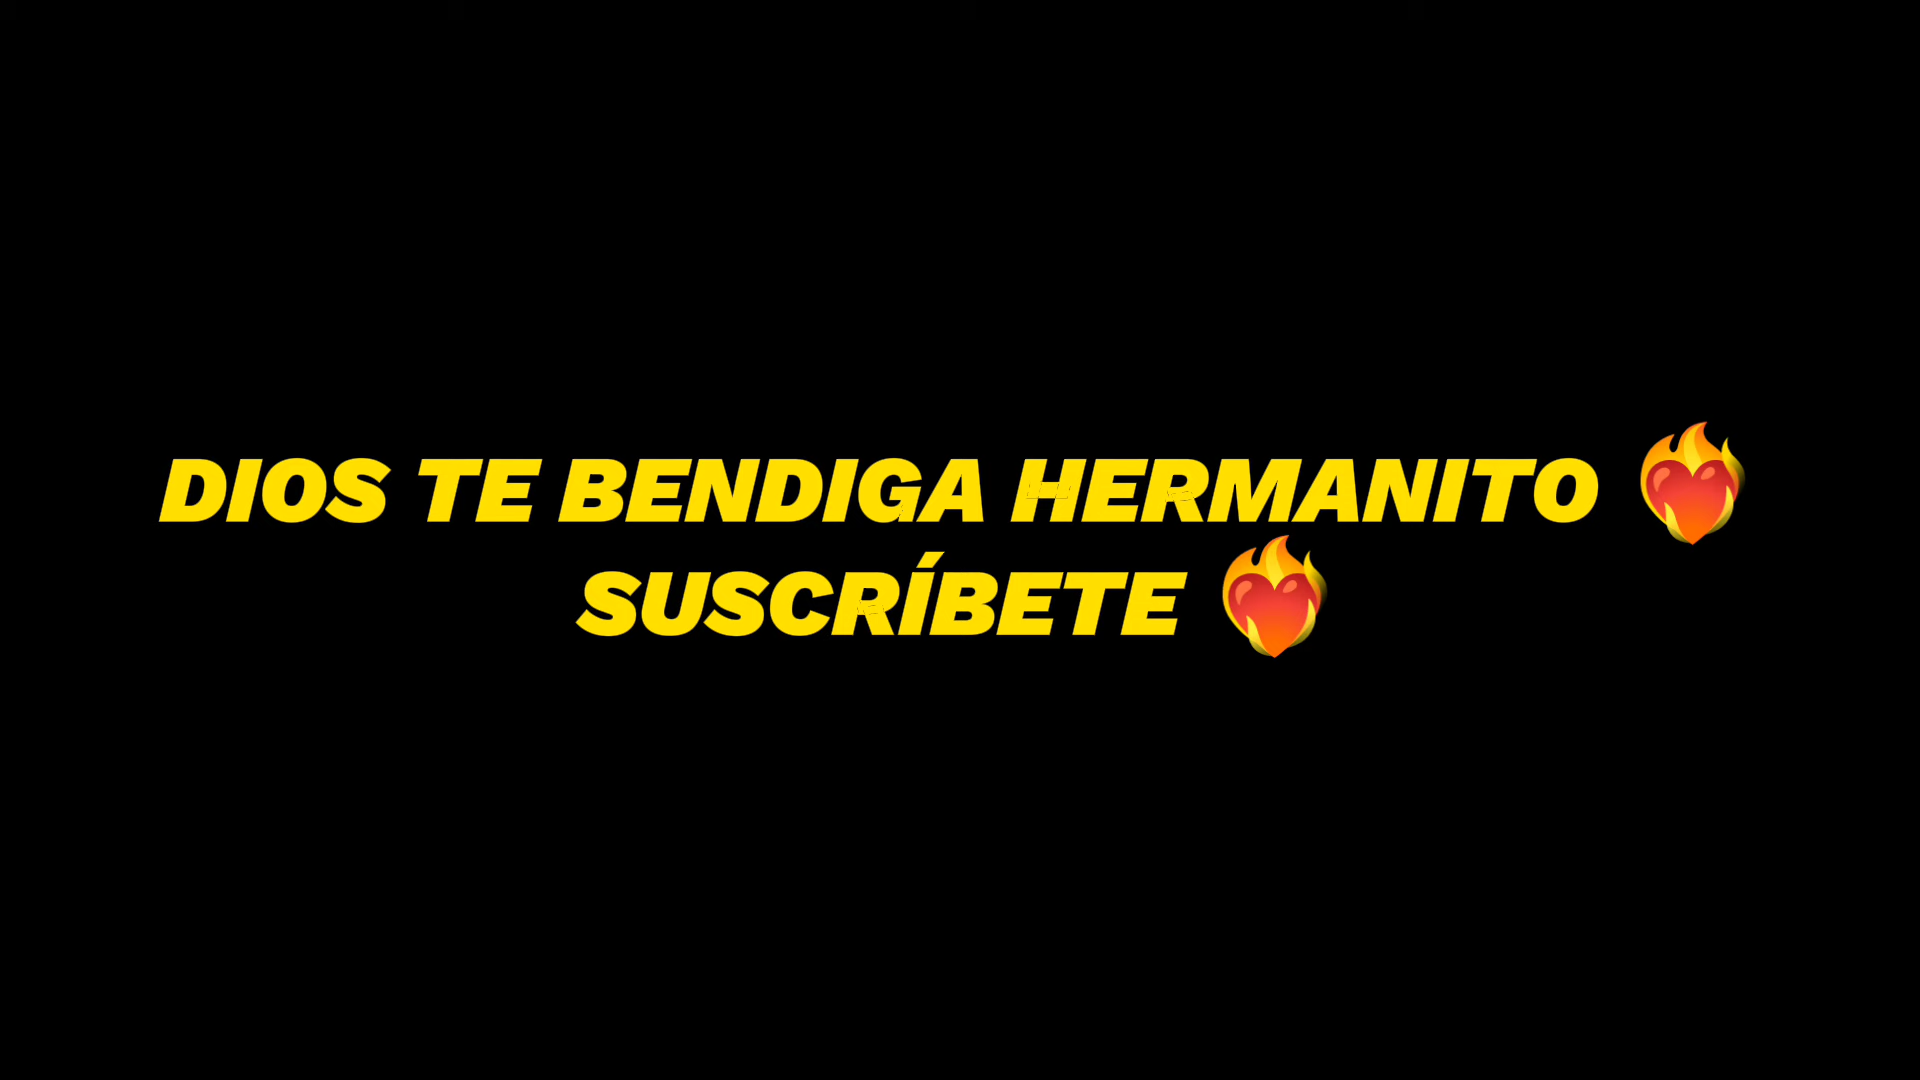 DIOS TE BENDIGA HERMANITO ❤️‍🔥
SUSCRÍBETE ❤️‍🔥